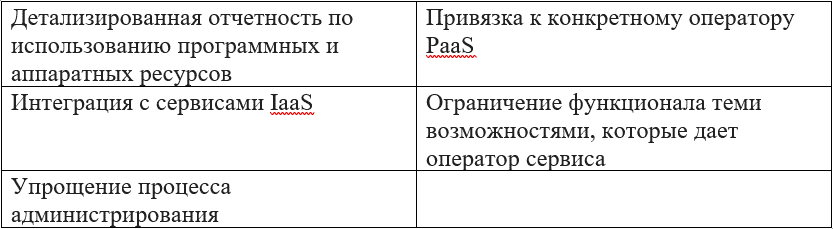 Детализированная отчетность по
использованию программных и
аппаратных ресурсов
Привязка к конкретному оператору
PaaS
Интеграция с сервисами IaaS
Ограничение функционала теми
возможностями, которые дает
оператор сервиса
Упрощение процесса
администрирования